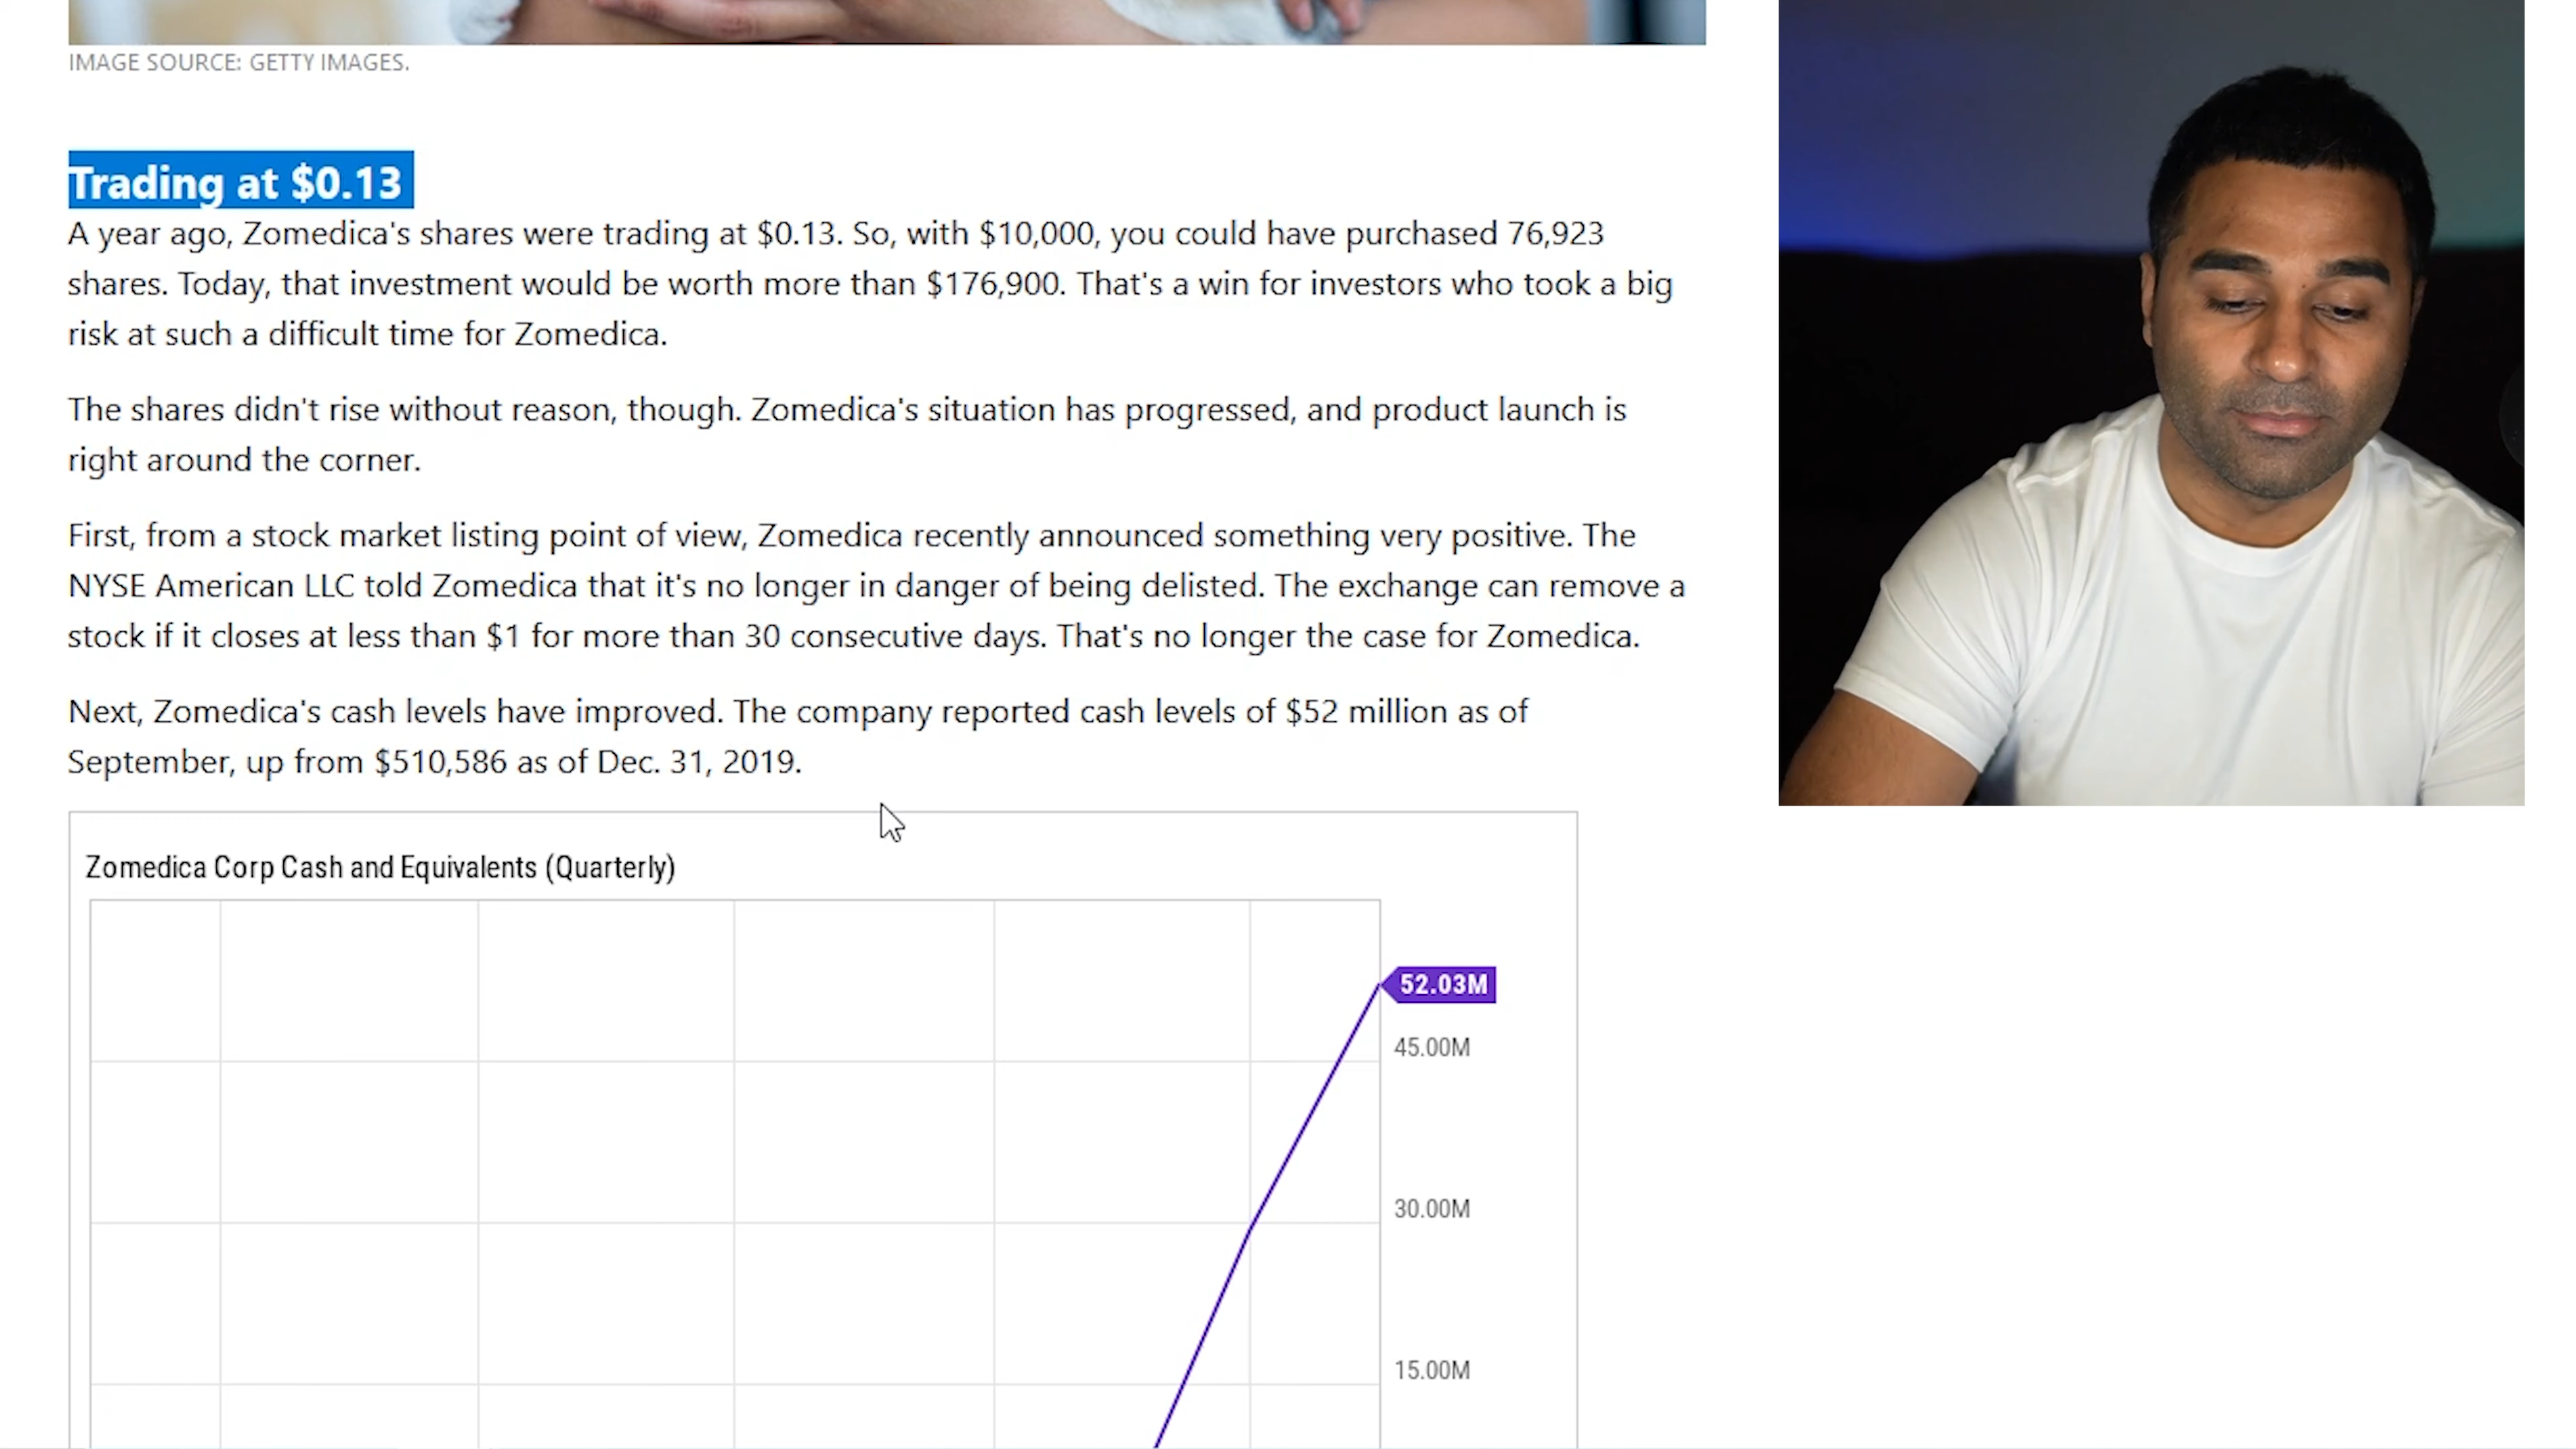 IMAGE SOURCE: GETTY IMAGES.
Trading at $0.13
A year ago, Zomedica's shares were trading at $0.13. So, with $10,000, you could have purchased 76,923
shares. Today, that investment would be worth more than $176,900. That's a win for investors who took a big
risk at such a difficult time for Zomedica.
The shares didn't rise without reason, though. Zomedica's situation has progressed, and product launch is
right around the corner.
First, from a stock market listing point of view, Zomedica recently announced something very positive. The
NYSE American LLC told Zomedica that it's no longer in danger of being delisted. The exchange can remove a
stock if it closes at less than $1 for more than 30 consecutive days. That's no longer the case for Zomedica.
Next, Zomedica's cash levels have improved. The company reported cash levels of $52 million as of
September, up from $510,586 as of Dec. 31, 2019.
Zomedica Corp Cash and Equivalents (Quarterly)
52.03M
45.00M
30.00M
15.00M